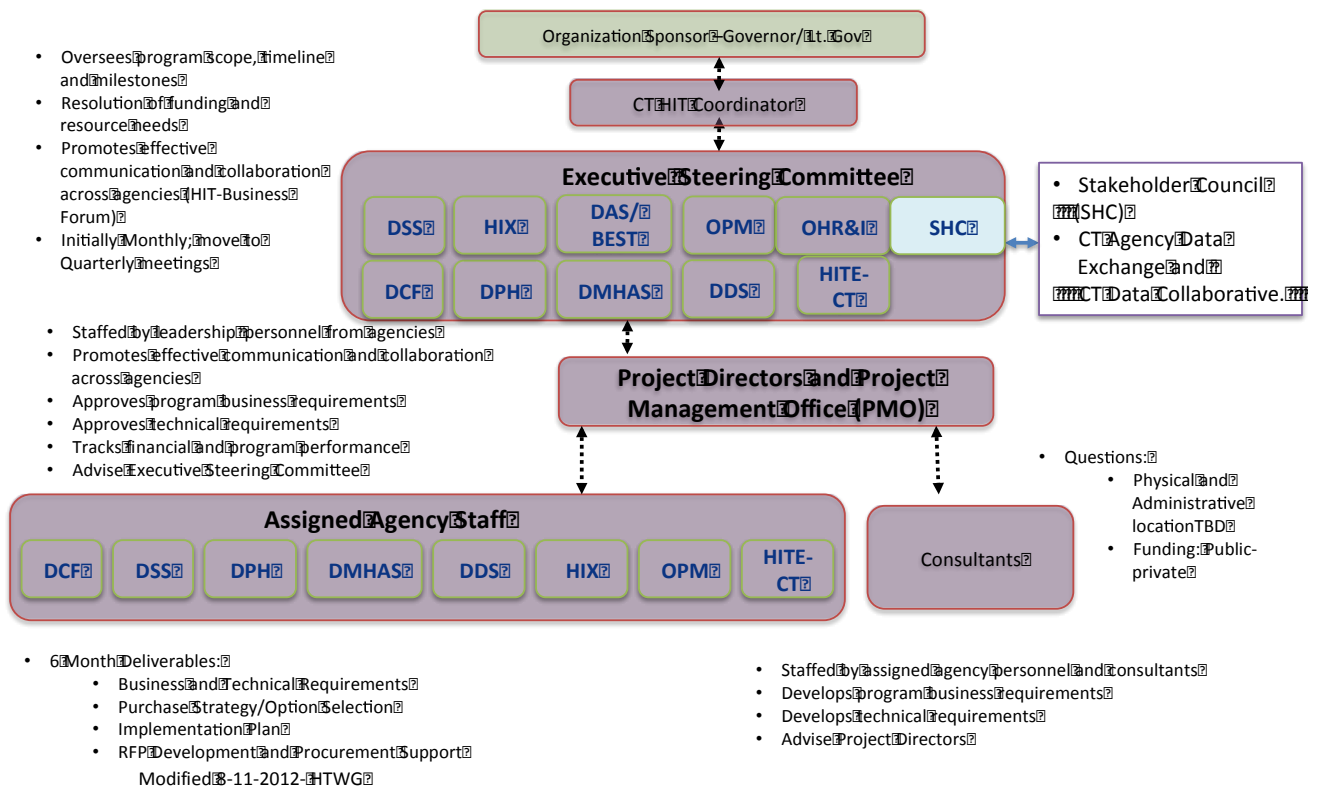 Organization Sponsor – Governor/ Lt. Gov
CT HIT Coordinator
• Oversees program scope, timeline
and milestones
• Resolution of funding and
resource needs
• Promotes effective
communication and collaboration
across agencies (HIT-Business
Forum)
• Initially Monthly; move to
Quarterly meetings
Executive Steering Committee
DSS
HIX
DAS/
BEST
OPM
OHR&I
SHC
DCF
DPH
DMHAS
DDS
HITE-
CT
• Stakeholder Council
(SHC)
• CT Agency Data
Exchange and
CT Data Collaborative.
• Staffed by leadership personnel from agencies
• Promotes effective communication and collaboration
across agencies
• Approves program business requirements
• Approves technical requirements
• Tracks financial and program performance
• Advise Executive Steering Committee
Project Directors and Project
Management Office (PMO)
• Questions:
• Physical and
Administrative
locationTBD
• Funding: Public-
private
Assigned Agency Staff
DCF
DSS
DPH
DMHAS
DDS
HIX
OPM
HITE-
CT
Consultants
• 6 Month Deliverables:
• Business and Technical Requirements
• Purchase Strategy/Option Selection
• Implementation Plan
• RFP Development and Procurement Support
Modified 8-11-2012- HTWG
• Staffed by assigned agency personnel and consultants
• Develops program business requirements
• Develops technical requirements
• Advise Project Directors